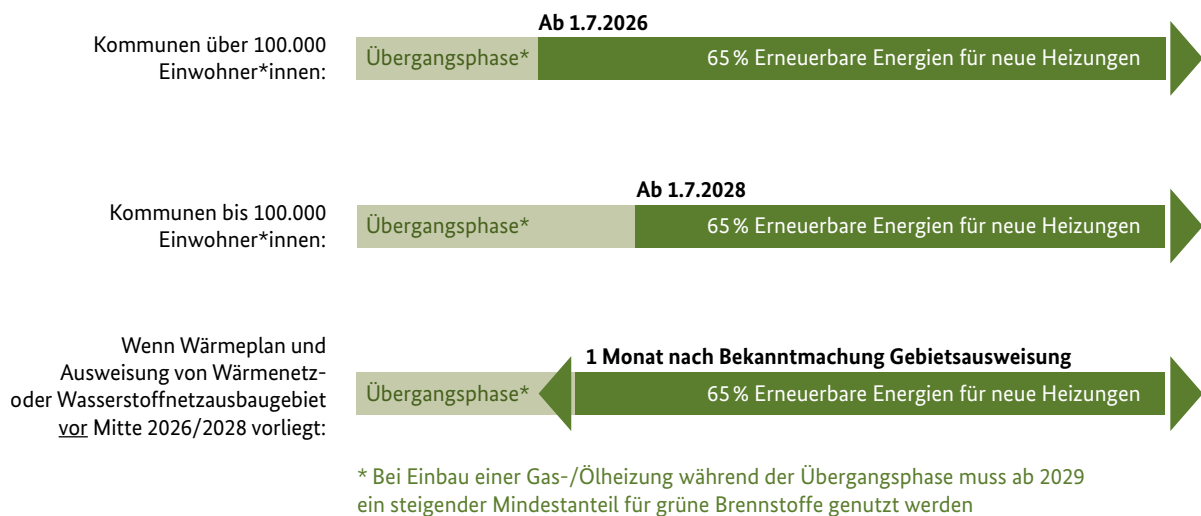 Ab 1.7.2026
Kommunen über 100.000
Einwohner*innen:
Übergangsphase*
65 % Erneuerbare Energien für neue Heizungen
Ab 1.7.2028
Kommunen bis 100.000
Einwohner*innen:
Übergangsphase*
65 % Erneuerbare Energien für neue Heizungen
Wenn Wärmeplan und
Ausweisung von Wärmenetz-
oder Wasserstoffnetzausbaugebiet
vor Mitte 2026/2028 vorliegt:
1 Monat nach Bekanntmachung Gebietsausweisung
Übergangsphase*
65 % Erneuerbare Energien für neue Heizungen
* Bei Einbau einer Gas-/Ölheizung während der Übergangsphase muss ab 2029
ein steigender Mindestanteil für grüne Brennstoffe genutzt werden